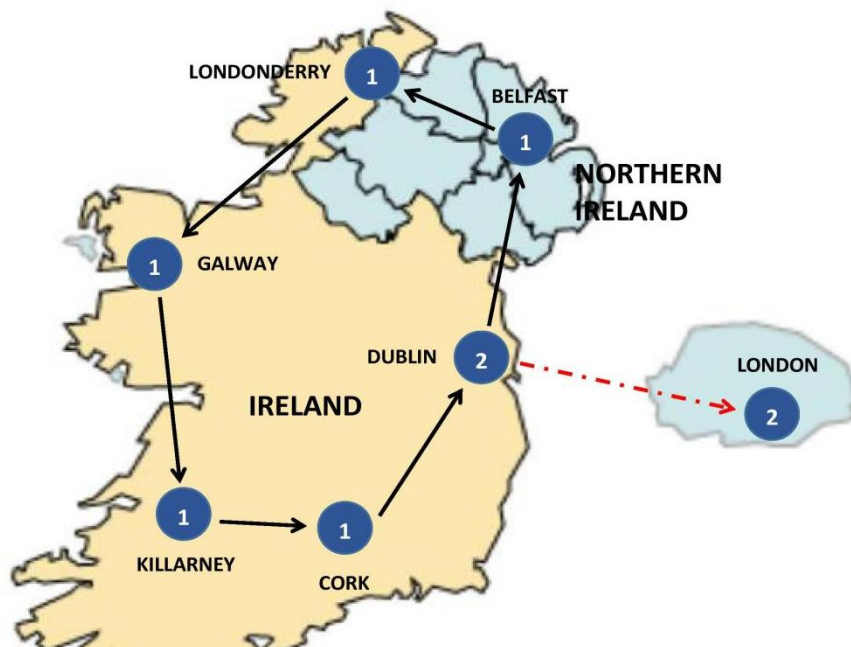 LONDONDERRY
1
BELFAST
1
NORTHERN
IRELAND
1
GALWAY
DUBLIN
2
LONDON
2
IRELAND
1
KILLARNEY
1
CORK